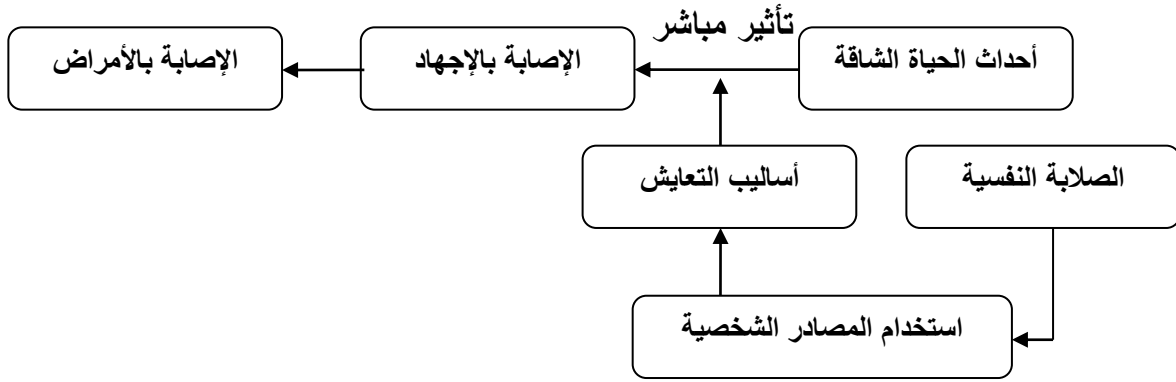 تأثير مباشر
أحداث الحياة الشاقة
الإصابة بالإجهاد
الإصابة بالأمراض
الصلابة النفسية
أساليب التعايش
استخدام المصادر الشخصية